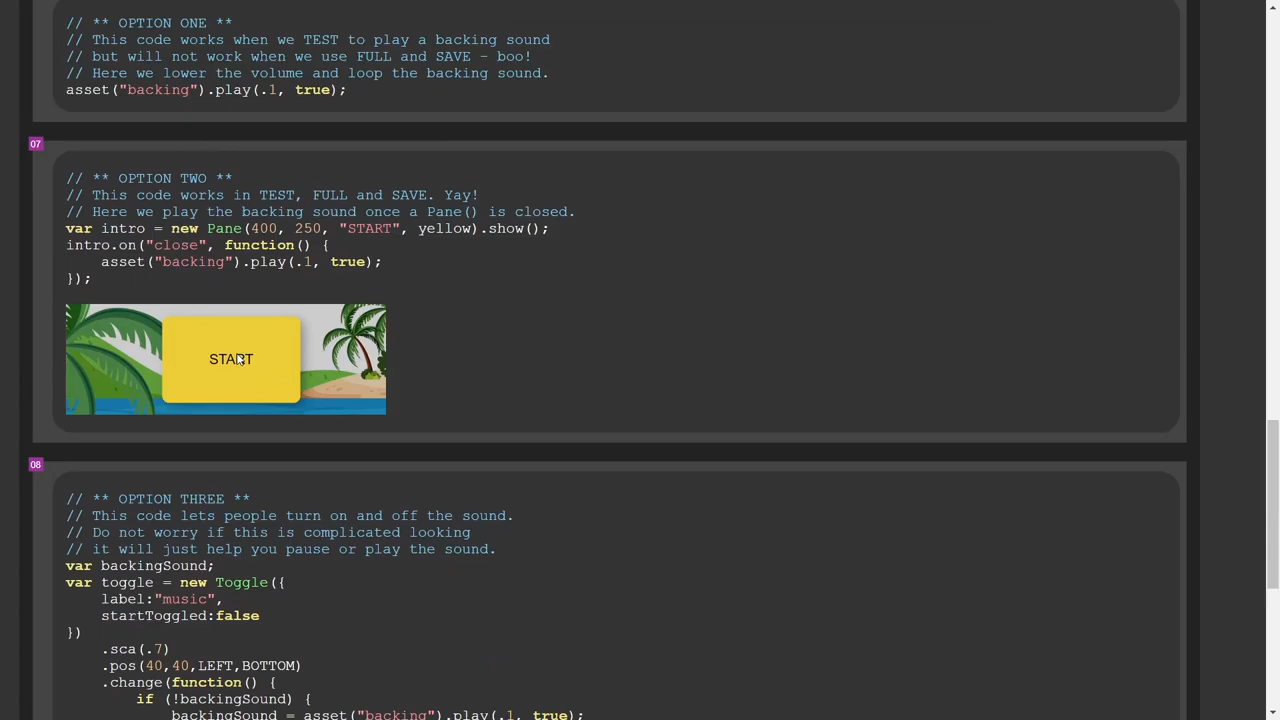 // ** OPTION ONE **
// This code works when we TEST to play a backing sound
// but will not work when we use FULL and SAVE - boo!
// Here we lower the volume and loop the backing sound.
asset("backing").play(.1, true);
07
// ** OPTION TWO **
// This code works in TEST, FULL and SAVE. Yay!
// Here we play the backing sound once a Pane() is closed.
var intro = new Pane(400, 250, "START", yellow).show();
intro.on("close", function() {
    asset("backing").play(.1, true);
});
START
08
// ** OPTION THREE **
// This code lets people turn on and off the sound.
// Do not worry if this is complicated looking
// it will just help you pause or play the sound.
var backingSound;
var toggle = new Toggle({
    label:"music",
    startToggled:false
})
    .sca(.7)
    .pos(40,40,LEFT,BOTTOM)
    .change(function() {
        if (!backingSound) {
            backingSound = asset("backing").play(.1, true);